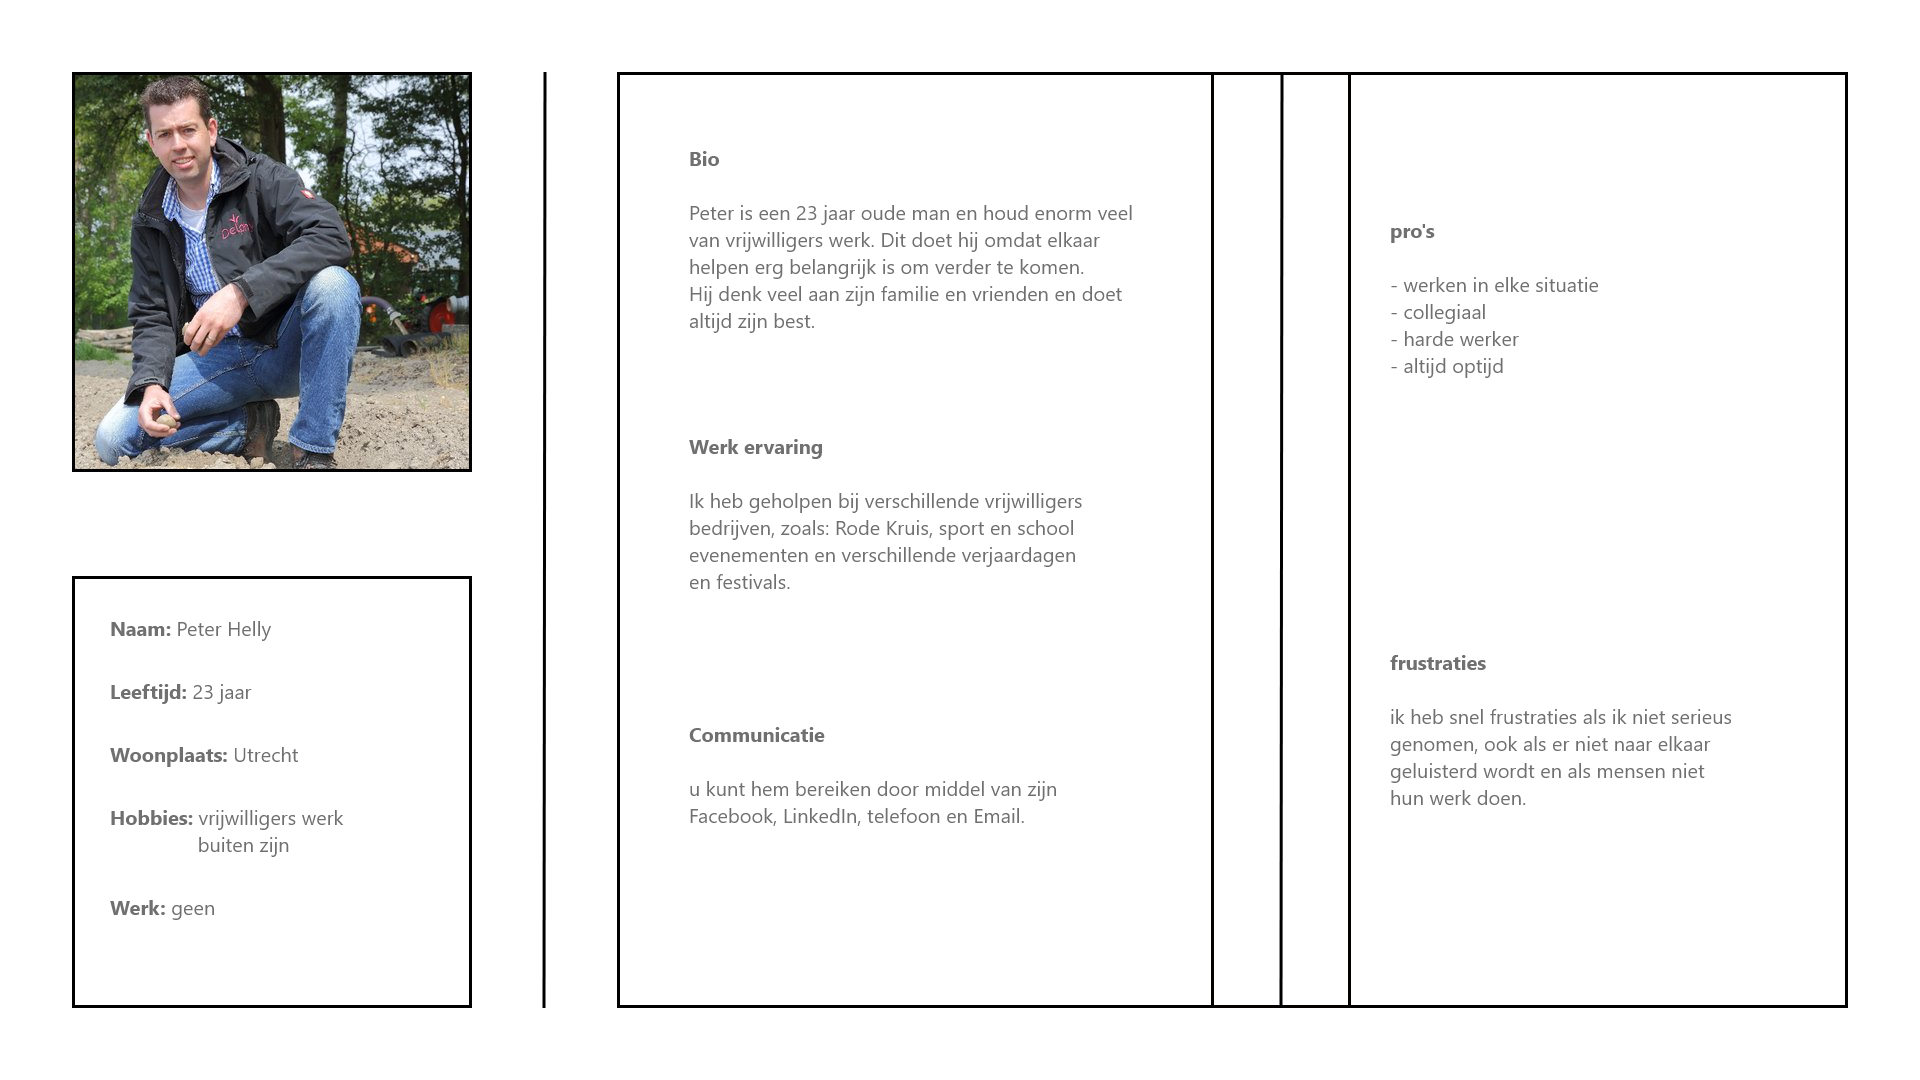 Naam: Peter Helly
Leeftijd: 23 jaar
Woonplaats: Utrecht
Hobbies: vrijwilligers werk
buiten zijn
Werk: geen
Bio
Peter is een 23 jaar oude man en houd enorm veel
van vrijwilligers werk. Dit doet hij omdat elkaar
helpen erg belangrijk is om verder te komen.
Hij denk veel aan zijn familie en vrienden en doet
altijd zijn best.
Werk ervaring
Ik heb geholpen bij verschillende vrijwilligers
bedrijven, zoals: Rode Kruis, sport en school
evenementen en verschillende verjaardagen
en festivals.
Communicatie
u kunt hem bereiken door middel van zijn
Facebook, LinkedIn, telefoon en Email.
pro's
- werken in elke situatie
- collegiaal
- harde werker
- altijd optijd
frustraties
ik heb snel frustraties als ik niet serieus
genomen, ook als er niet naar elkaar
geluisterd wordt en als mensen niet
hun werk doen.